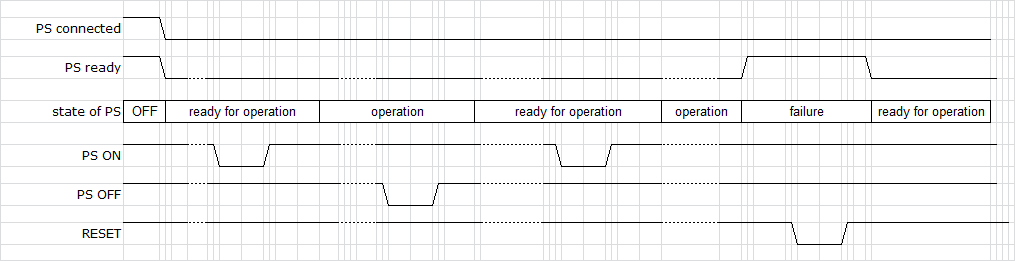 PS connected
PS ready
state of PS OFF ready for operation operation ready for operation operation failure ready for operation
PS ON
PS OFF
RESET